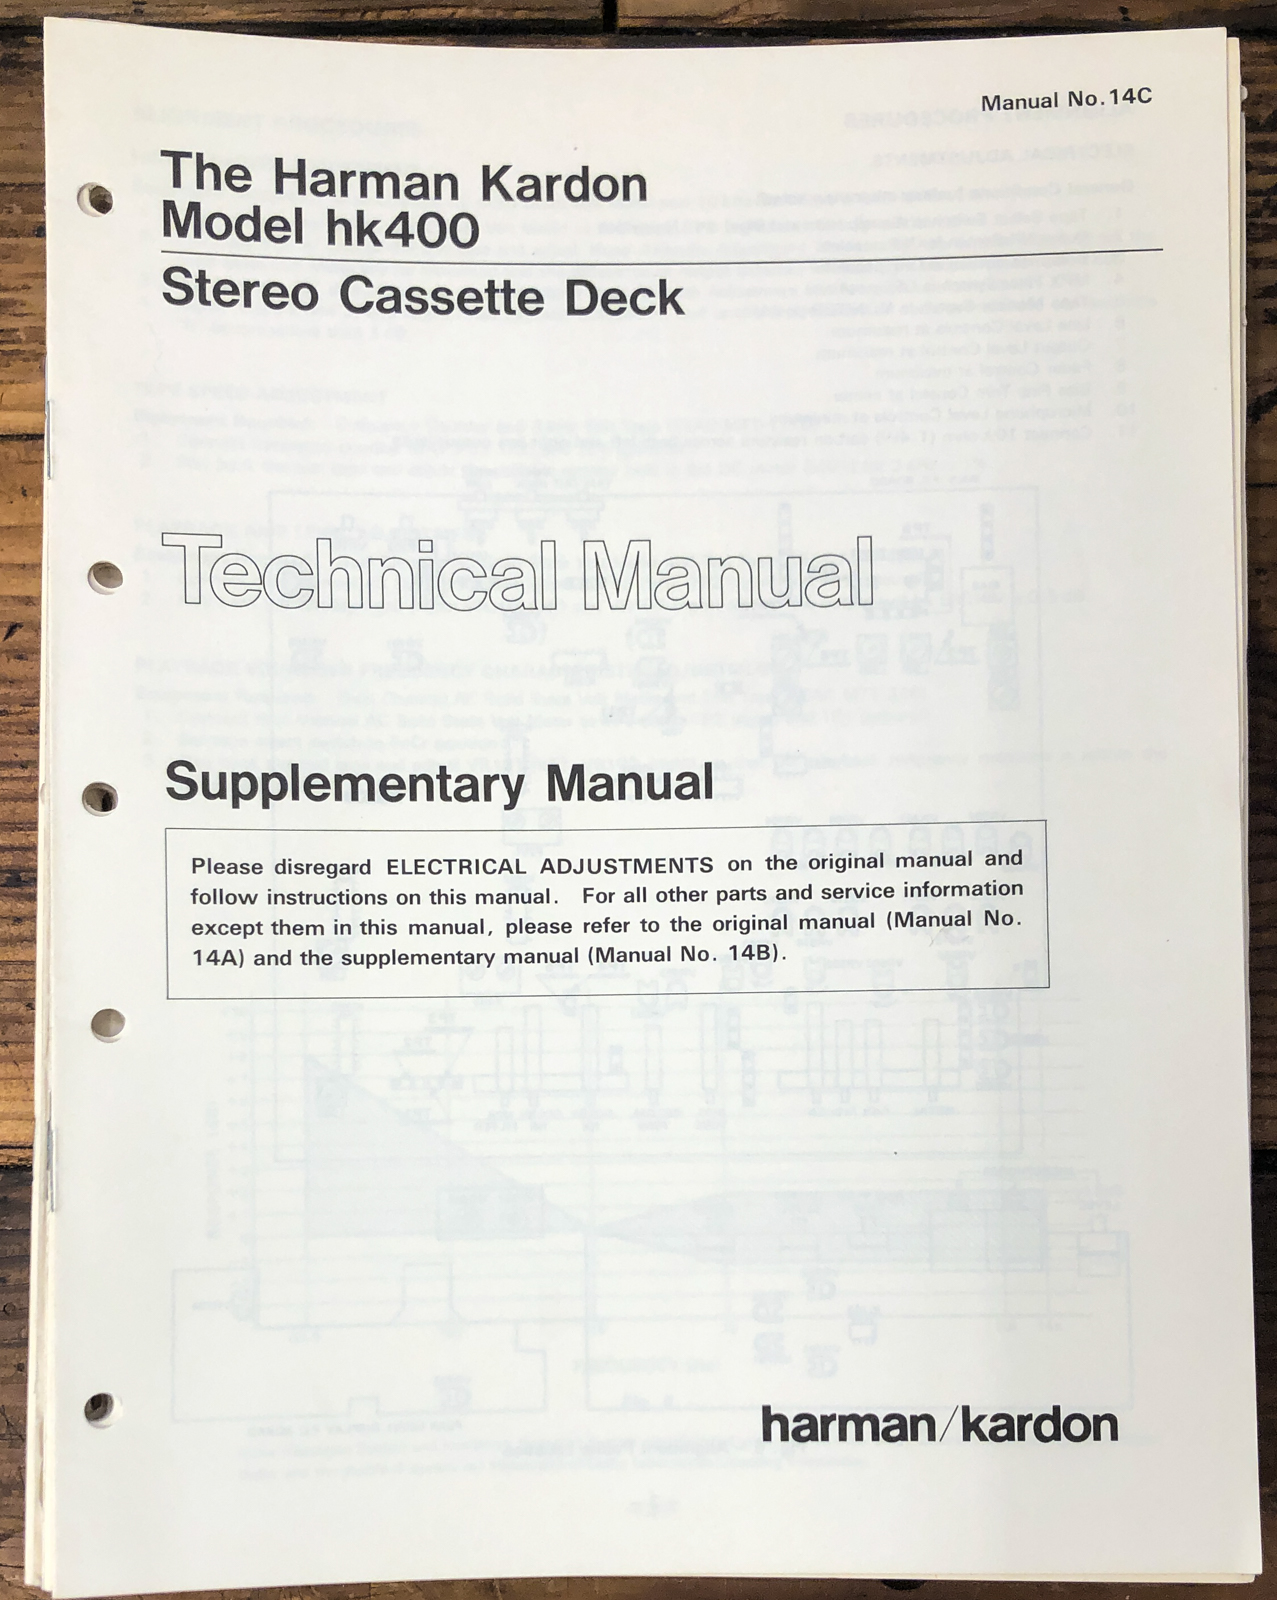 Manual No.14C
The Harman Kardon
Model hk400
Stereo Cassette Deck
Technical Manual
Supplementary Manual
Please disregard ELECTRICAL ADJUSTMENTS on the original manual and
follow instructions on this manual. For all other parts and service information
except them in this manual, please refer to the original manual (Manual No.
14A) and the supplementary manual (Manual No. 14B).
harman/kardon